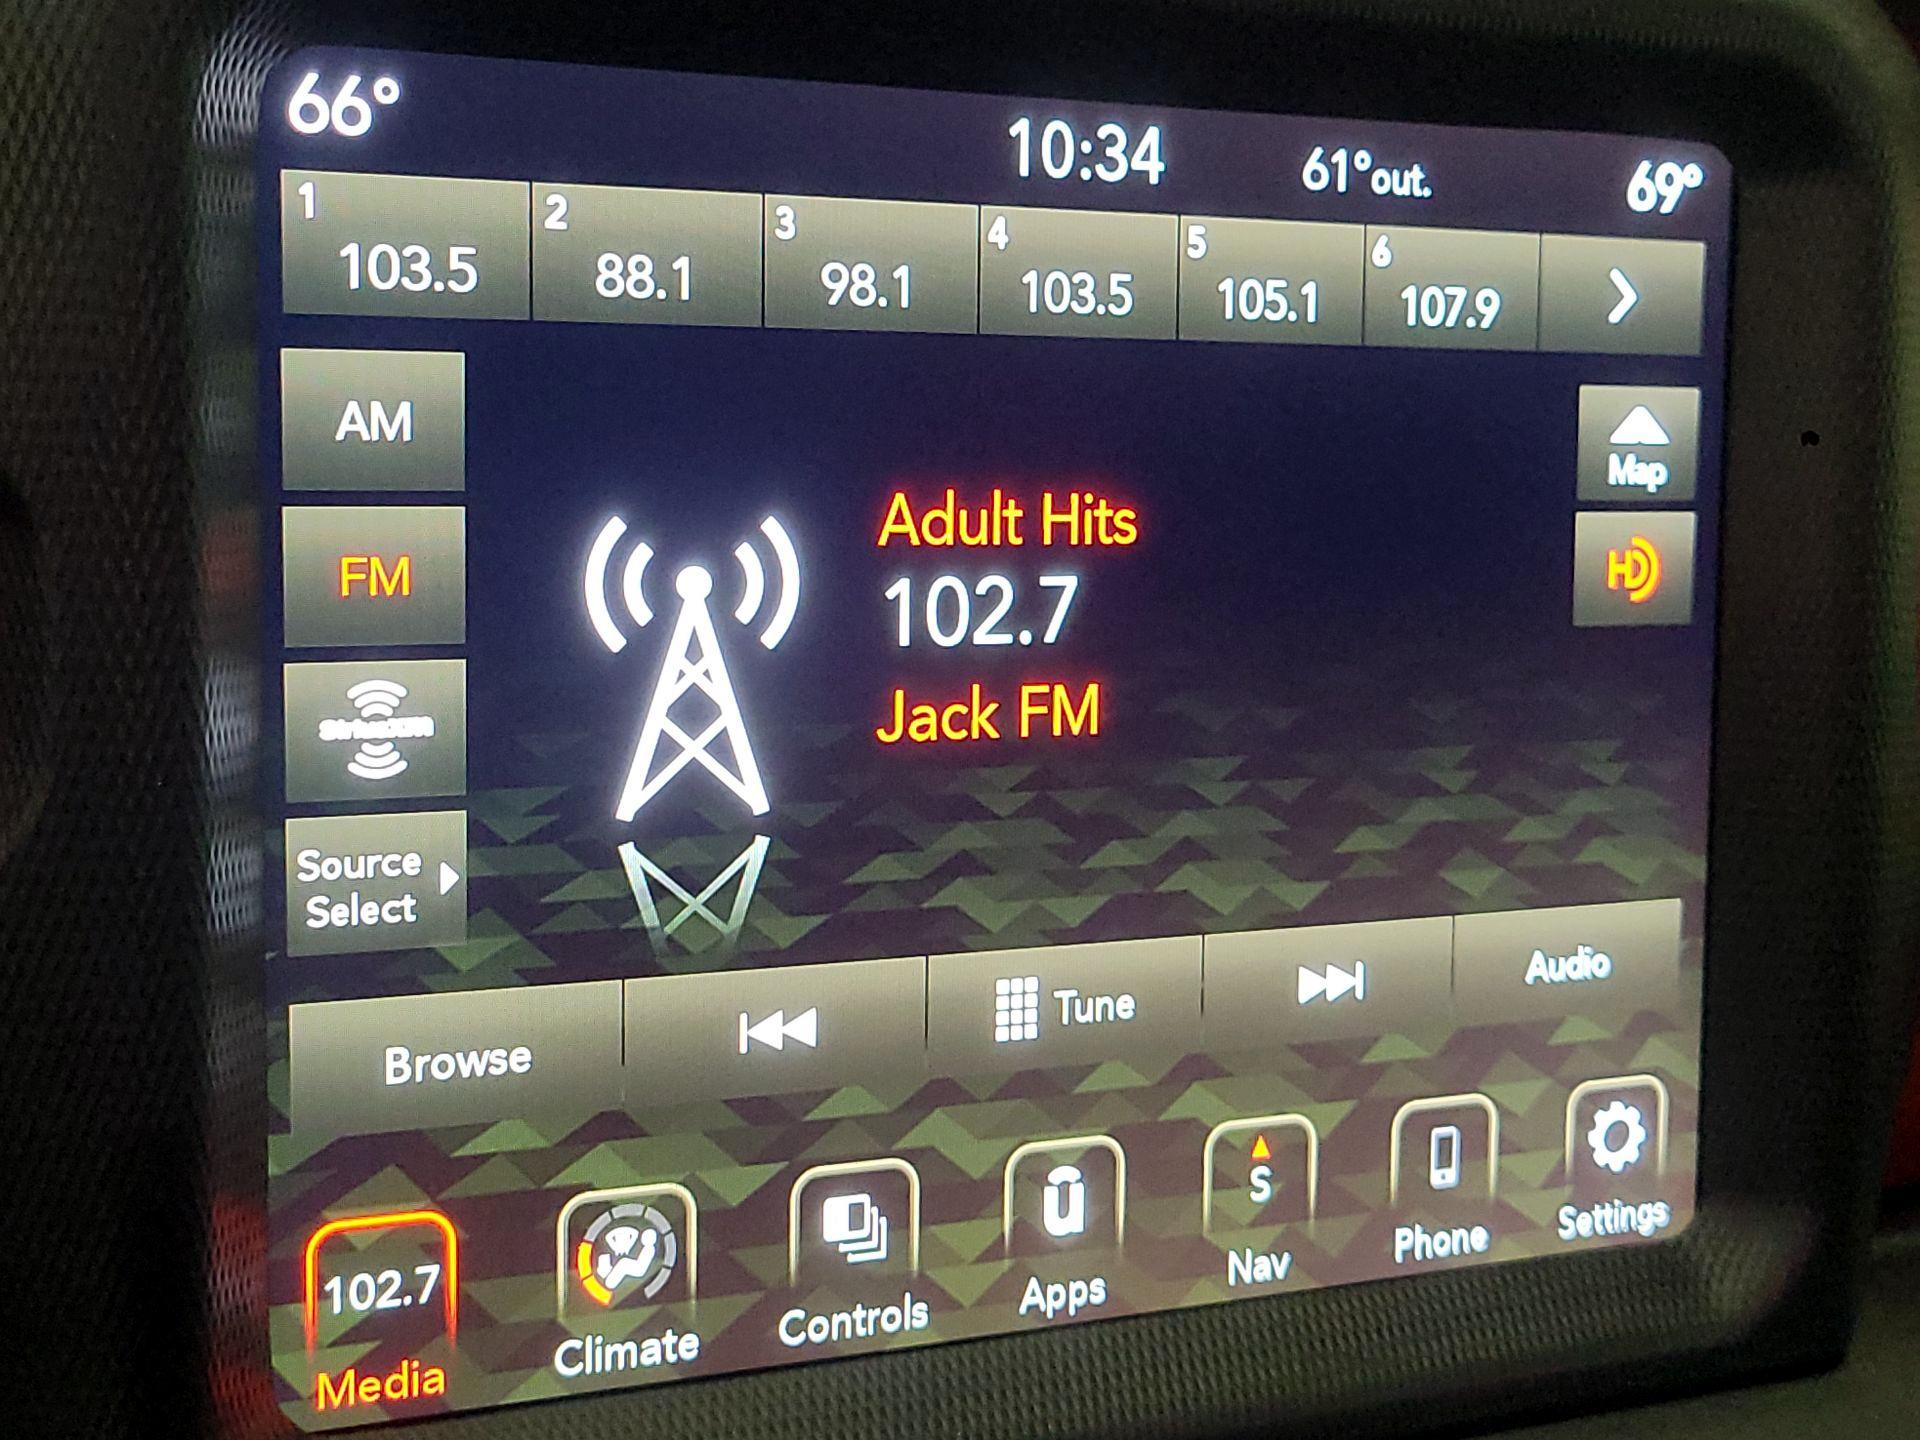 66°
10:34
61°out.
69°
1
103.5
2
88.1
3
98.1
4
103.5
5
105.1
6
107.9
AM
FM
SiriusXM
Source
Select
Adult Hits
102.7
Jack FM
Map
HD
Browse
Tune
Audio
102.7
Media
Climate
Controls
Apps
S
Nav
Phone
Settings